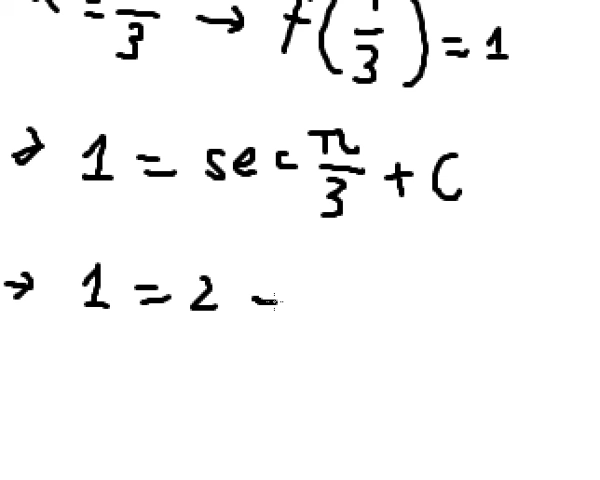 = /3 → f( /3) = 1
⇒ 1 = sec π/3 + C
→ 1 = 2 -